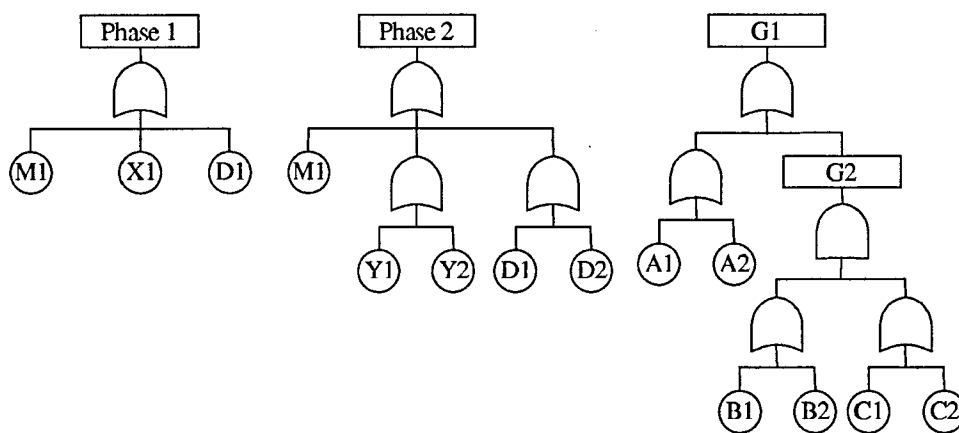 Phase 1
Phase 2
G1
M1 X1 D1
M1
G2
Y1 Y2 D1 D2
A1 A2
B1 B2 C1 C2